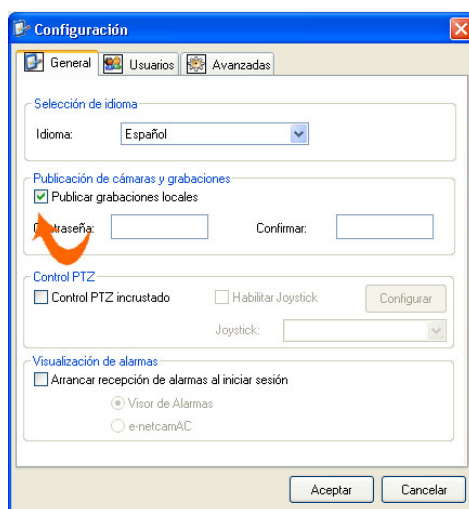 Configuración
General Usuarios Avanzadas
Selección de idioma
Idioma: Español
Publicación de cámaras y grabaciones
Publicar grabaciones locales
Contraseña: Confirmar:
Control PTZ
Control PTZ incrustado Habilitar Joystick Configurar
Joystick:
Visualización de alarmas
Arrancar recepción de alarmas al iniciar sesión
Visor de Alarmas
e-netcamAC
Aceptar Cancelar